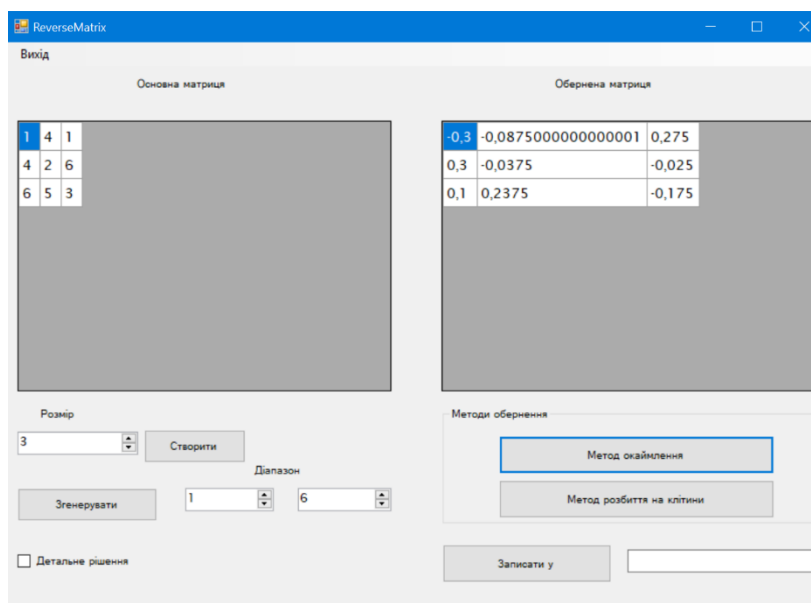 ReverseMatrix
Вихід
Основна матриця
Обернена матриця
1 4 1
4 2 6
6 5 3
-0,3 -0,0875000000000001 0,275
0,3 -0,0375 -0,025
0,1 0,2375 -0,175
Розмір
3
Створити
Діапазон
Згенерувати
1
6
Детальне рішення
Методи обернення
Метод окаймлення
Метод розбиття на клітини
Записати у